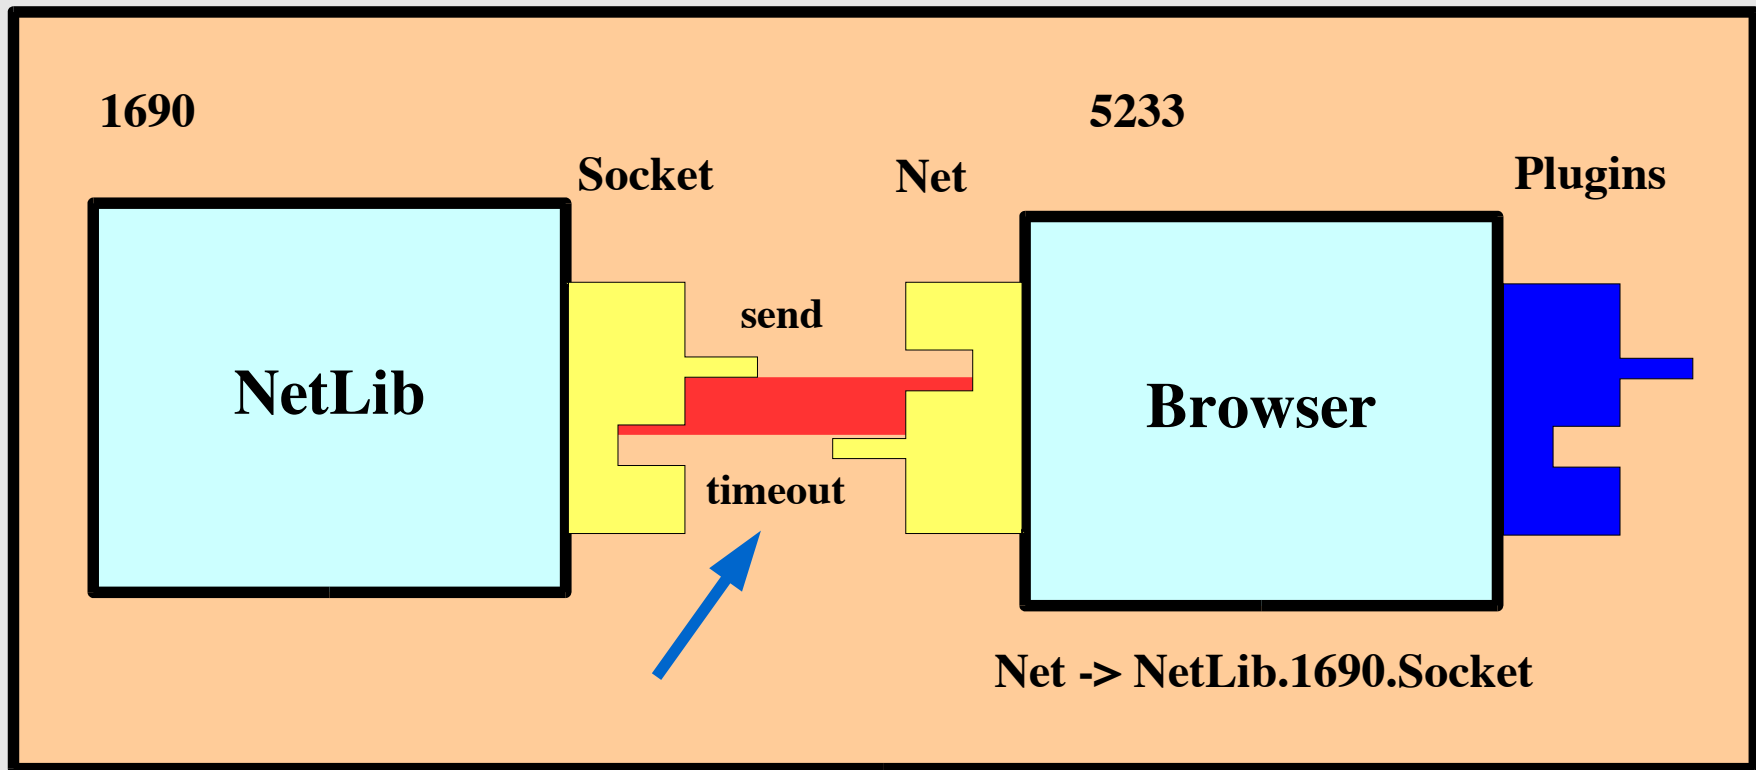 1690
5233
Socket
Net
Plugins
send
NetLib
Browser
timeout
Net -> NetLib.1690.Socket